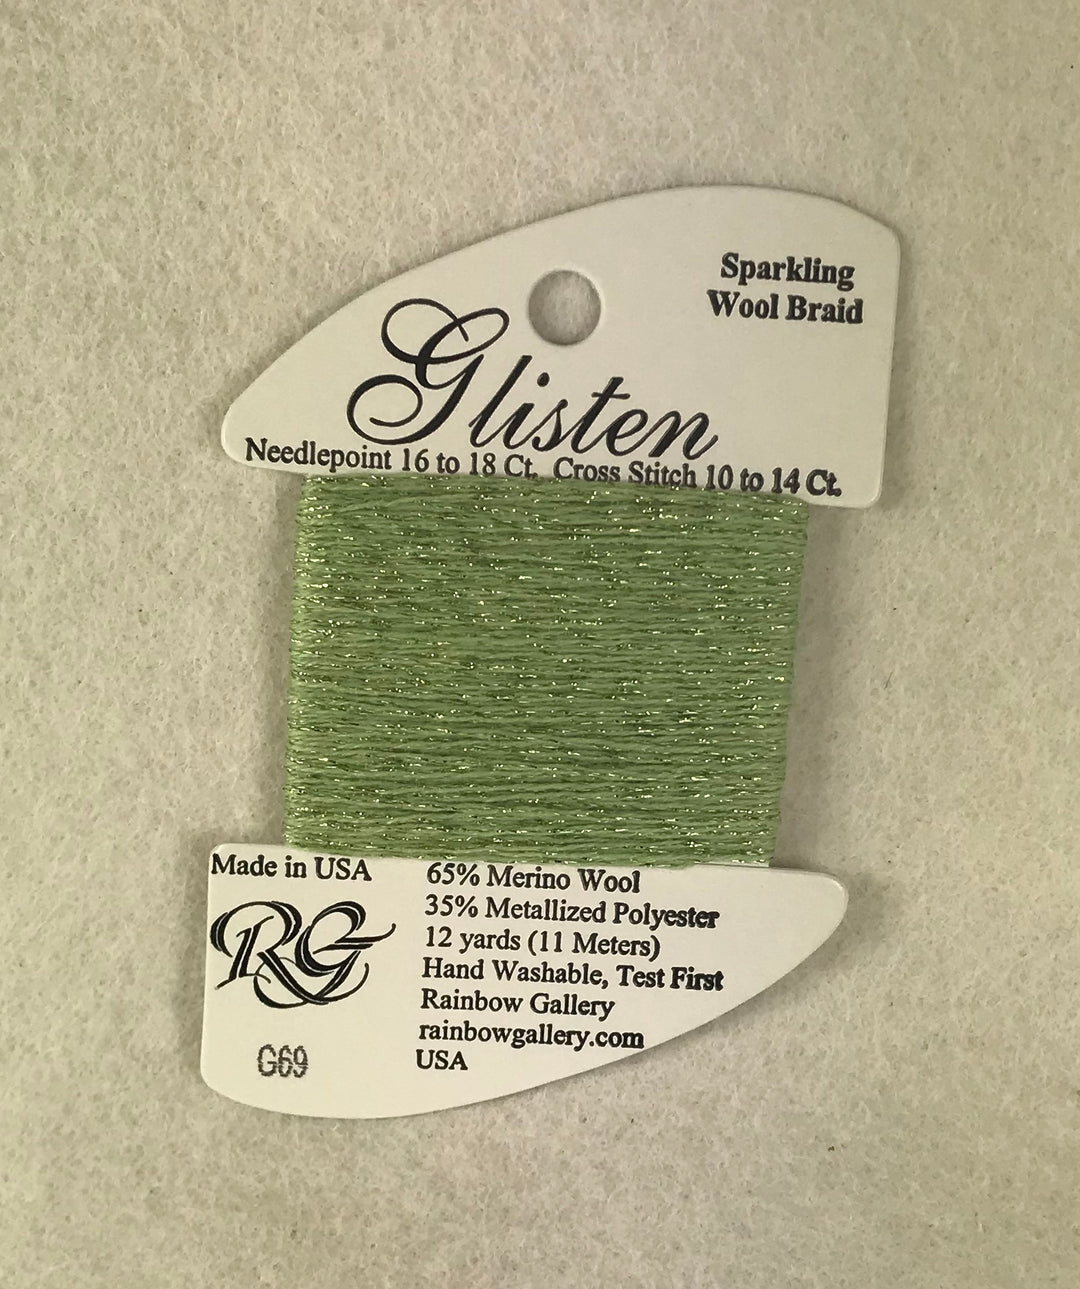 Sparkling
Wool Braid
Glisten
Needlepoint 16 to 18 Ct. Cross Stitch 10 to 14 Ct.
Made in USA
RG
G69
65% Merino Wool
35% Metallized Polyester
12 yards (11 Meters)
Hand Washable, Test First
Rainbow Gallery
rainbowgallery.com
USA